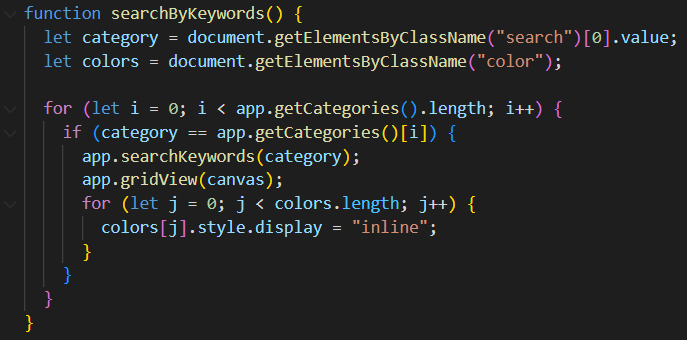 function searchByKeywords() {
let category = document.getElementsByClassName("search")[0].value;
let colors = document.getElementsByClassName("color");
for (let i = 0; i < app.getCategories().length; i++) {
if (category == app.getCategories()[i]) {
app.searchKeywords(category);
app.gridView(canvas);
for (let j = 0; j < colors.length; j++) {
colors[j].style.display = "inline";
}
}
}
}